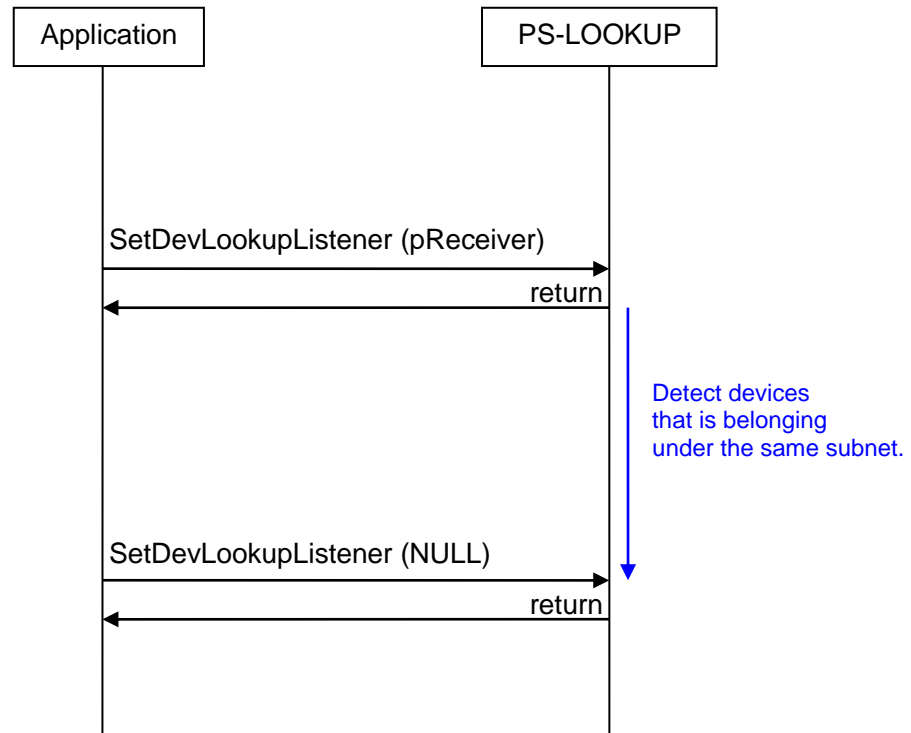 Application
PS-LOOKUP
SetDevLookupListener (pReceiver)
return
Detect devices
that is belonging
under the same subnet.
SetDevLookupListener (NULL)
return